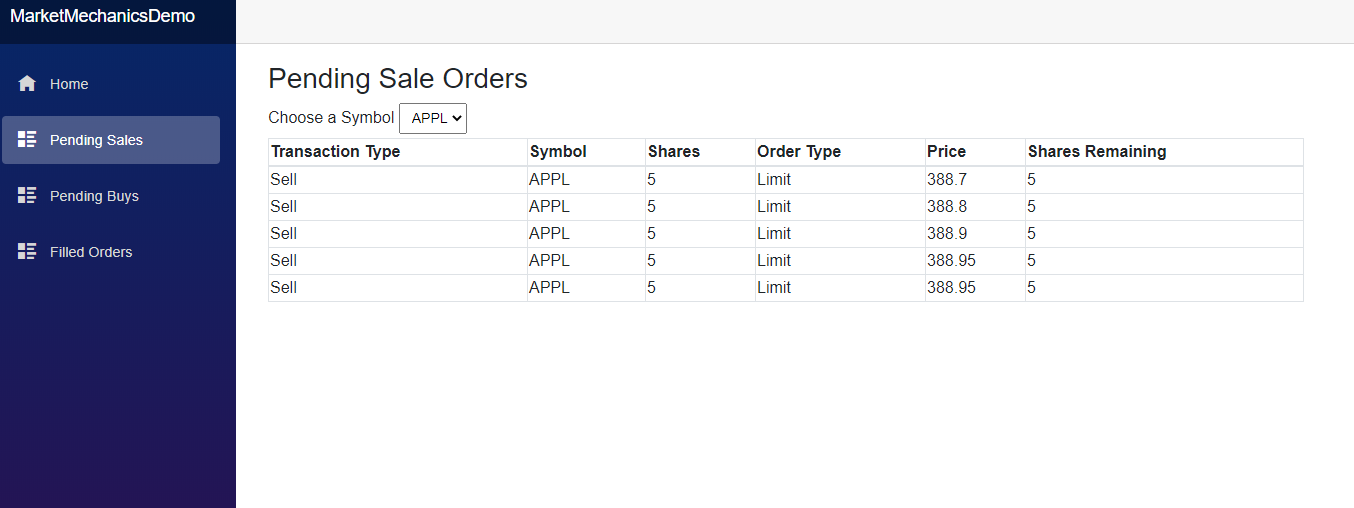 MarketMechanicsDemo
Home
Pending Sales
Pending Buys
Filled Orders
Pending Sale Orders
Choose a Symbol APPL
Transaction Type Symbol Shares Order Type Price Shares Remaining
Sell APPL 5 Limit 388.7 5
Sell APPL 5 Limit 388.8 5
Sell APPL 5 Limit 388.9 5
Sell APPL 5 Limit 388.95 5
Sell APPL 5 Limit 388.95 5